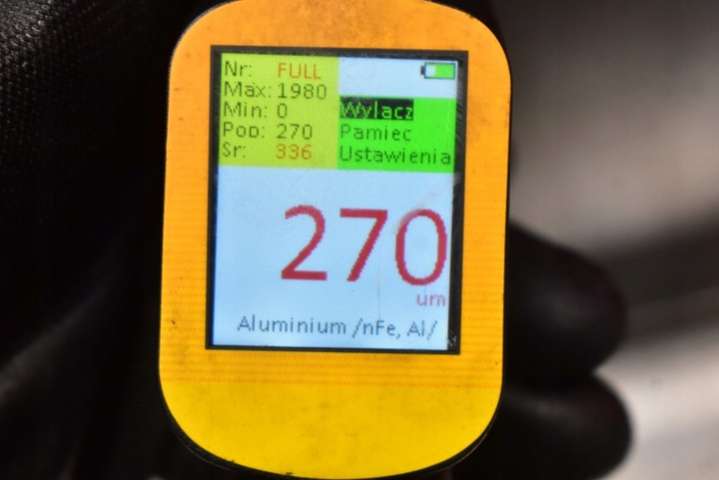 Nr: FULL
Max: 1980
Min: 0
Pop: 270
Sr: 336
Wylacz
Pamiec
Ustawienia
270
um
Aluminium /nFe, Al/